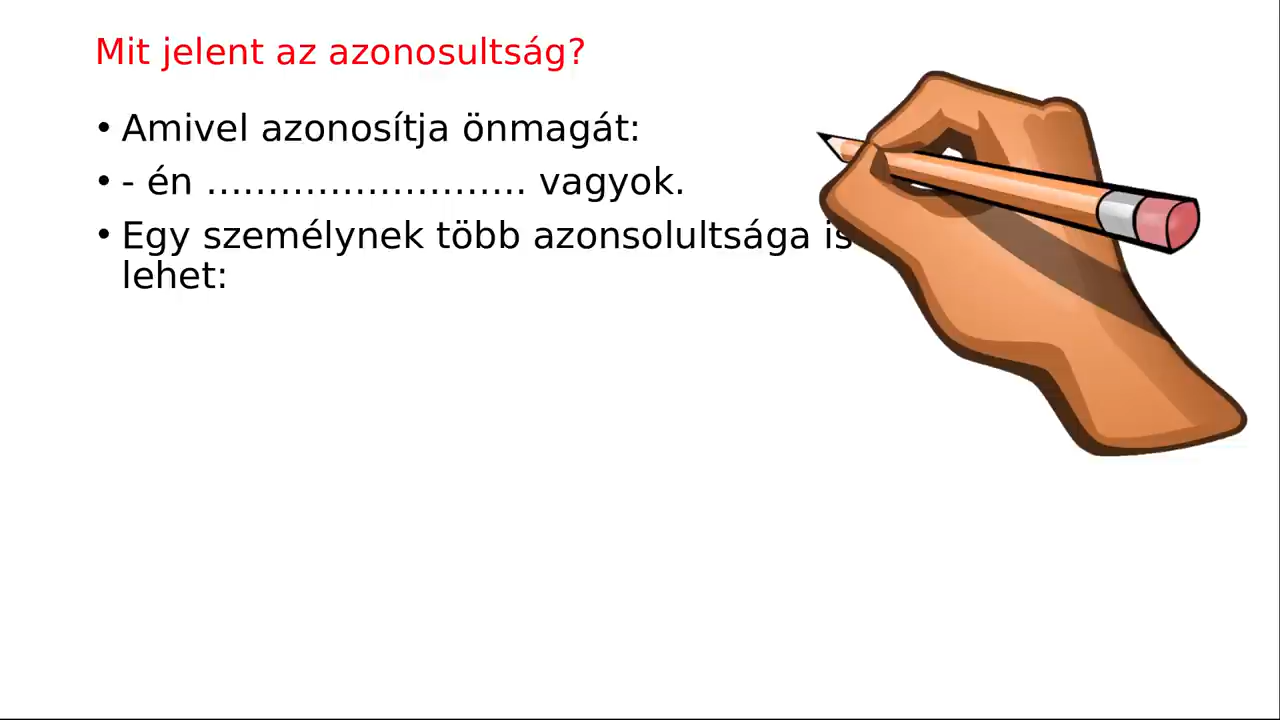 Mit jelent az azonosultság?
• Amivel azonosítja önmagát:
• - én ……………………… vagyok.
• Egy személynek több azonsolultsága is
lehet: